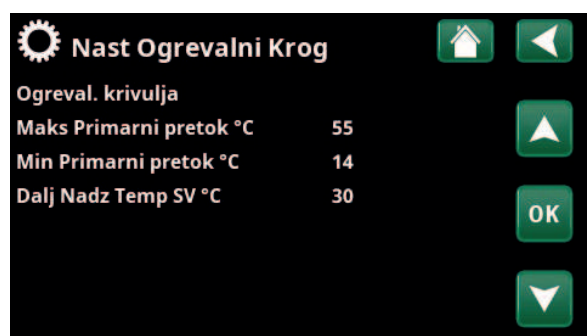 Nast Ogrevalni Krog
Ogreval. krivulja
Maks Primarni pretok °C 55
Min Primarni pretok °C 14
Dalj Nadz Temp SV °C 30
OK